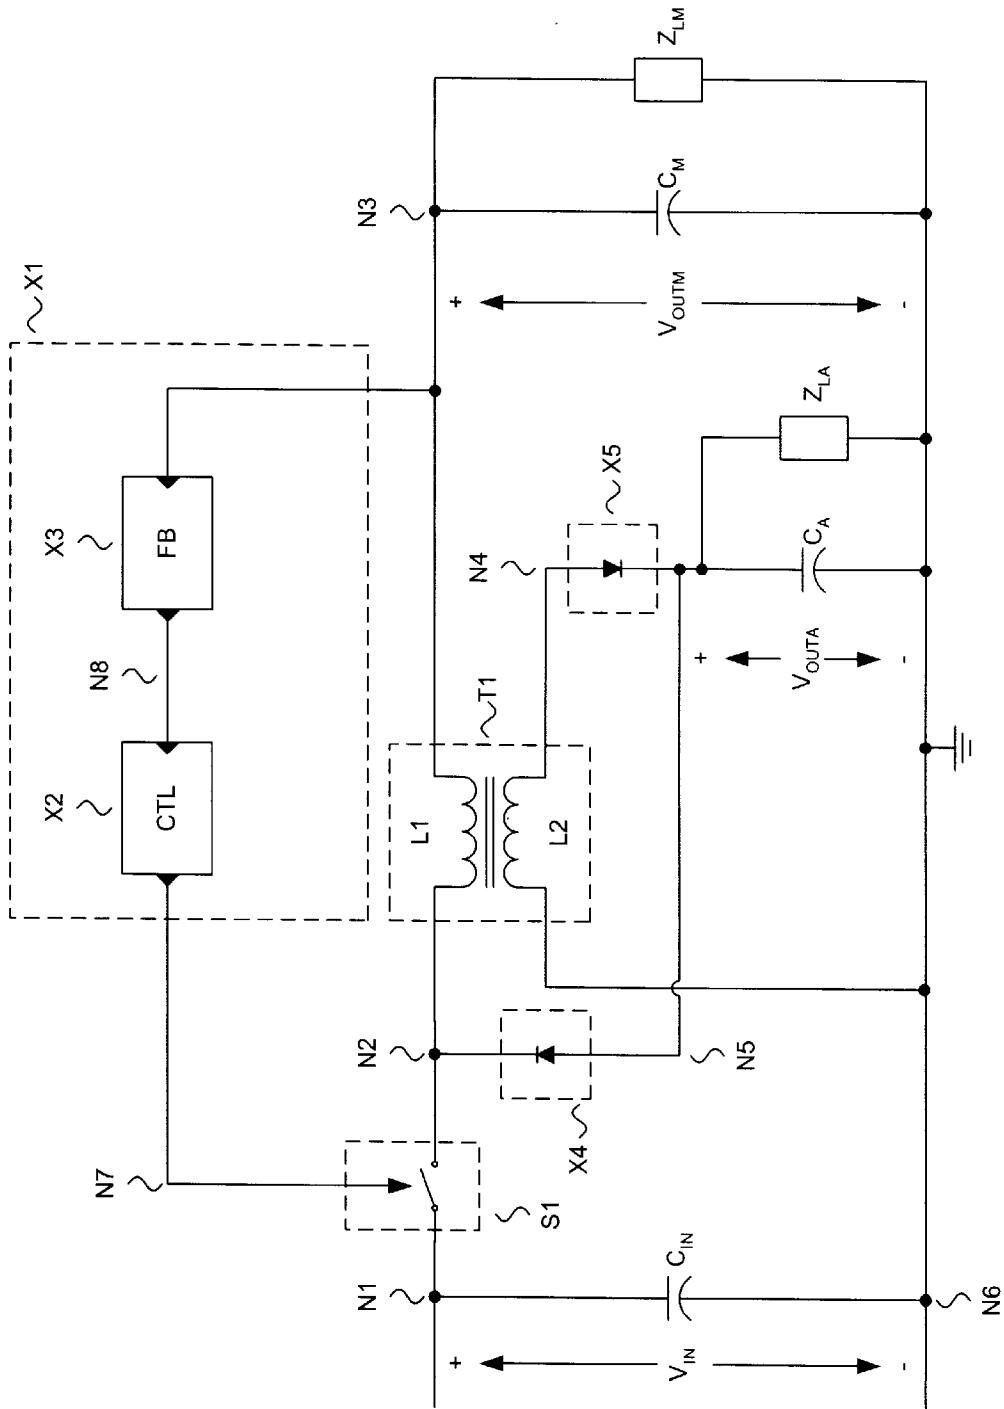 X1
X2
N8
X3
CTL
FB
N7
N1
N2
T1
N4
N3
L1
L2
S1
X4
N5
X5
+
V_IN
-
C_IN
+
V_OUTA
-
C_A
Z_LA
+
V_OUTM
-
C_M
Z_LM
N6